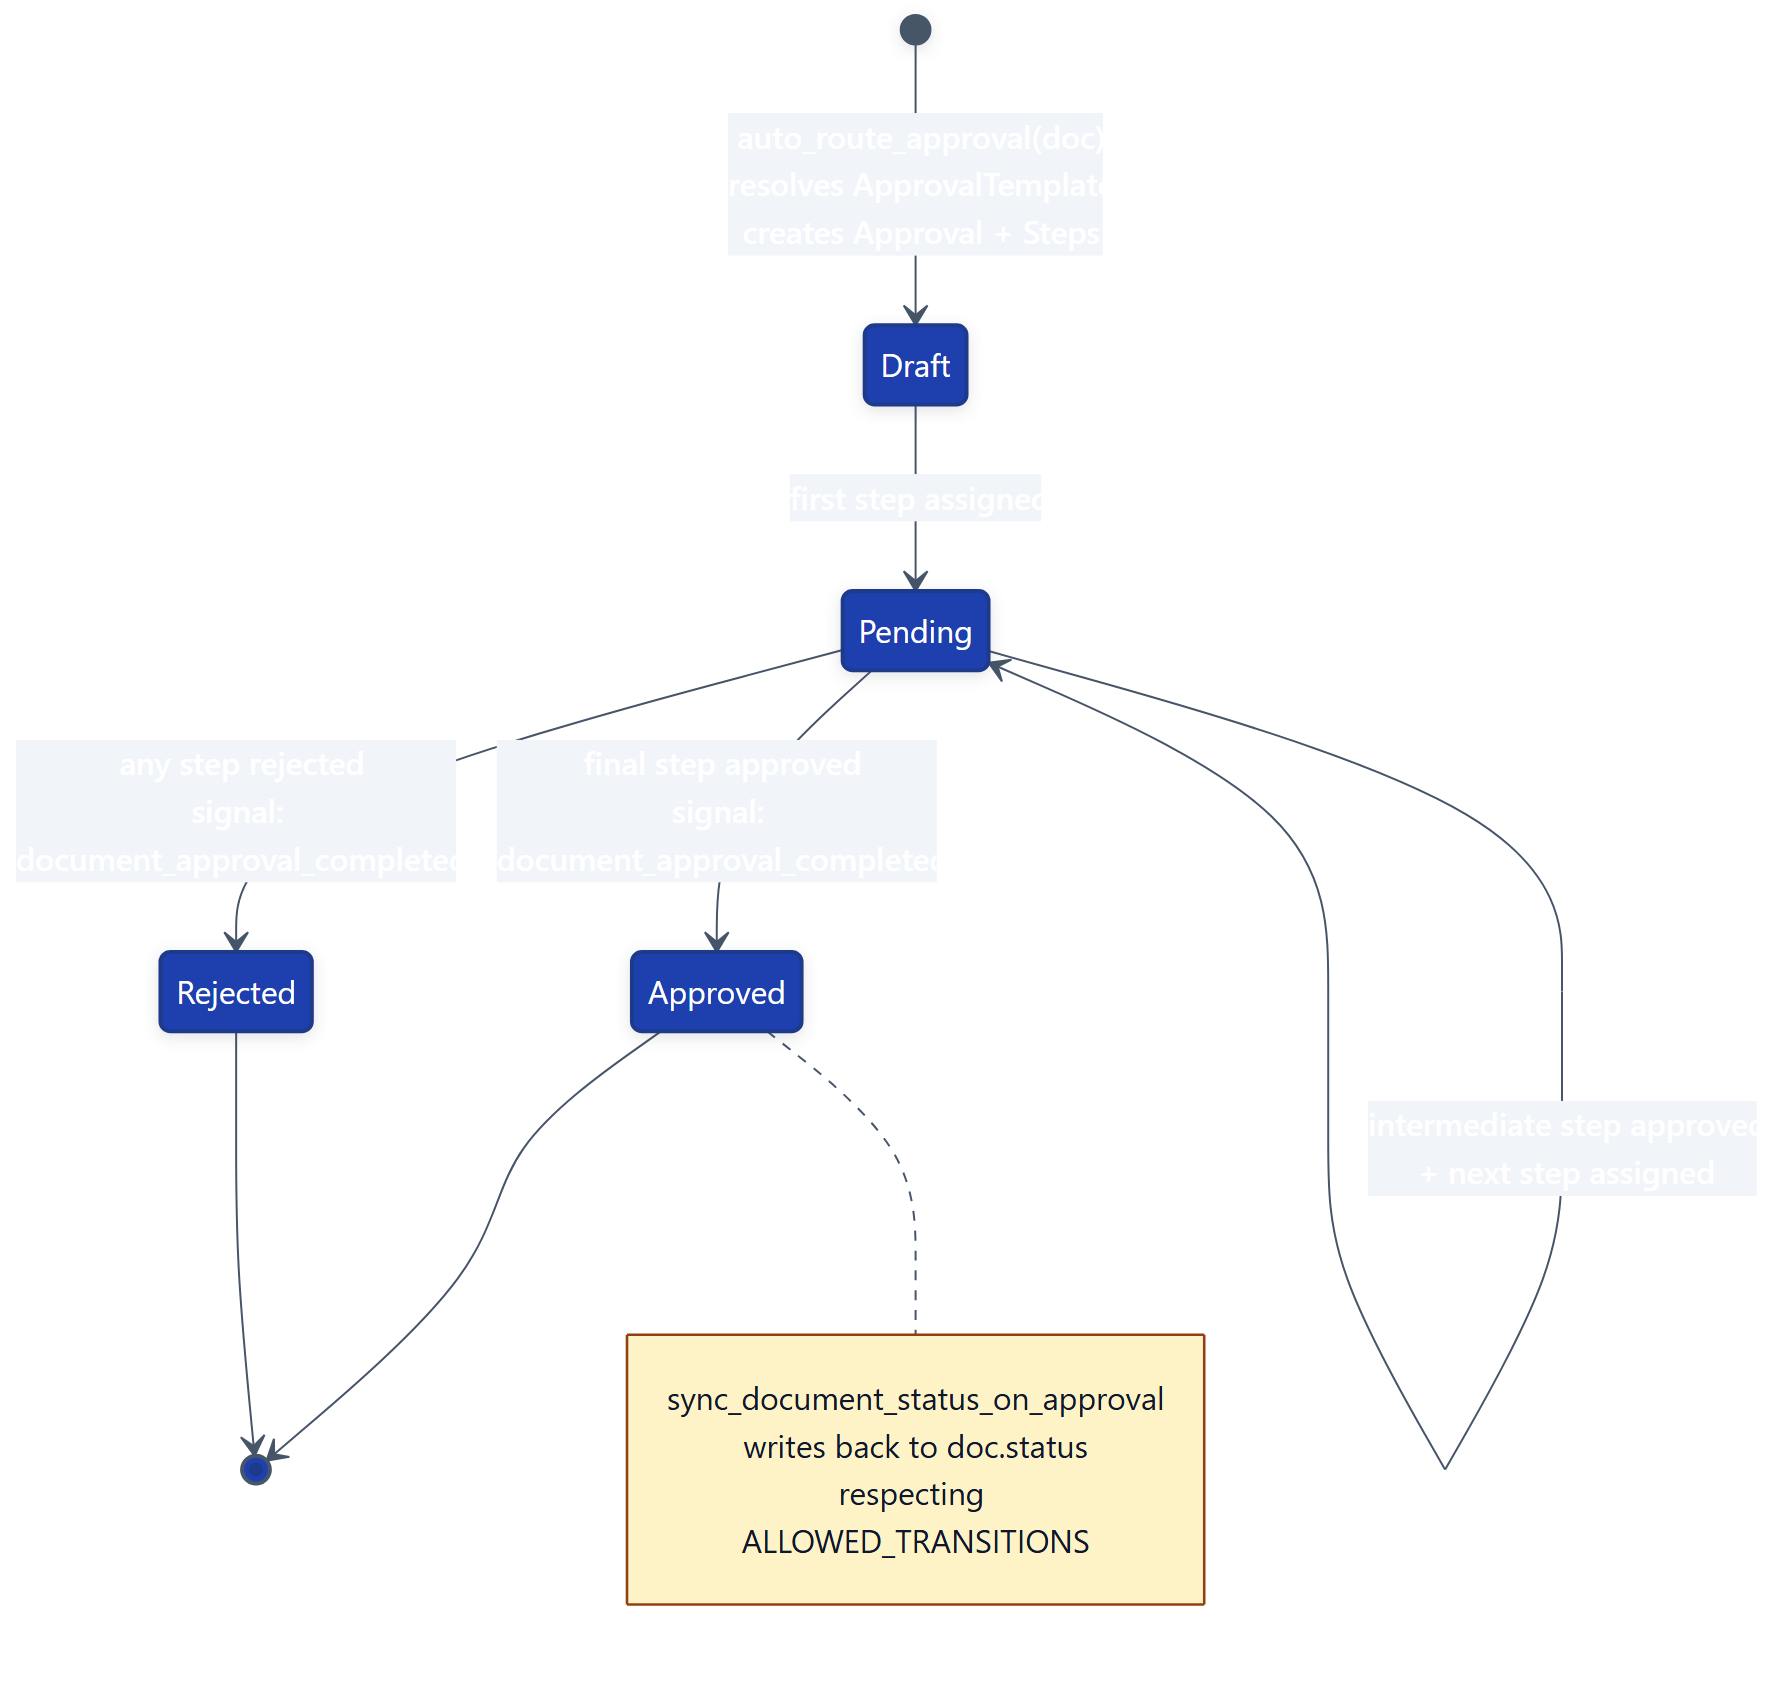 auto_route_approval(doc)
resolves ApprovalTemplate
creates Approval + Steps
Draft
first step assigned
Pending
any step rejected
signal:
document_approval_completed
final step approved
signal:
document_approval_completed
Rejected
Approved
intermediate step approved
+ next step assigned
sync_document_status_on_approval
writes back to doc.status
respecting
ALLOWED_TRANSITIONS